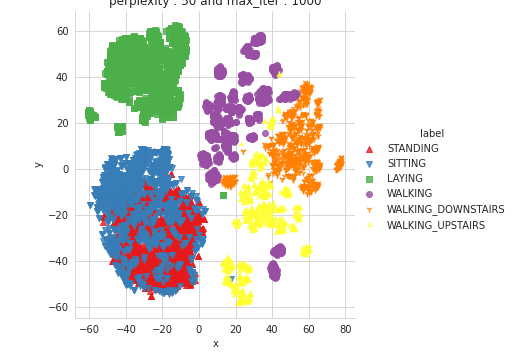 perplexity : 50 and max_iter : 1000
60
40
20
0
−20
−40
−60
y
−60 −40 −20 0 20 40 60 80
x
label
STANDING
SITTING
LAYING
WALKING
WALKING_DOWNSTAIRS
WALKING_UPSTAIRS